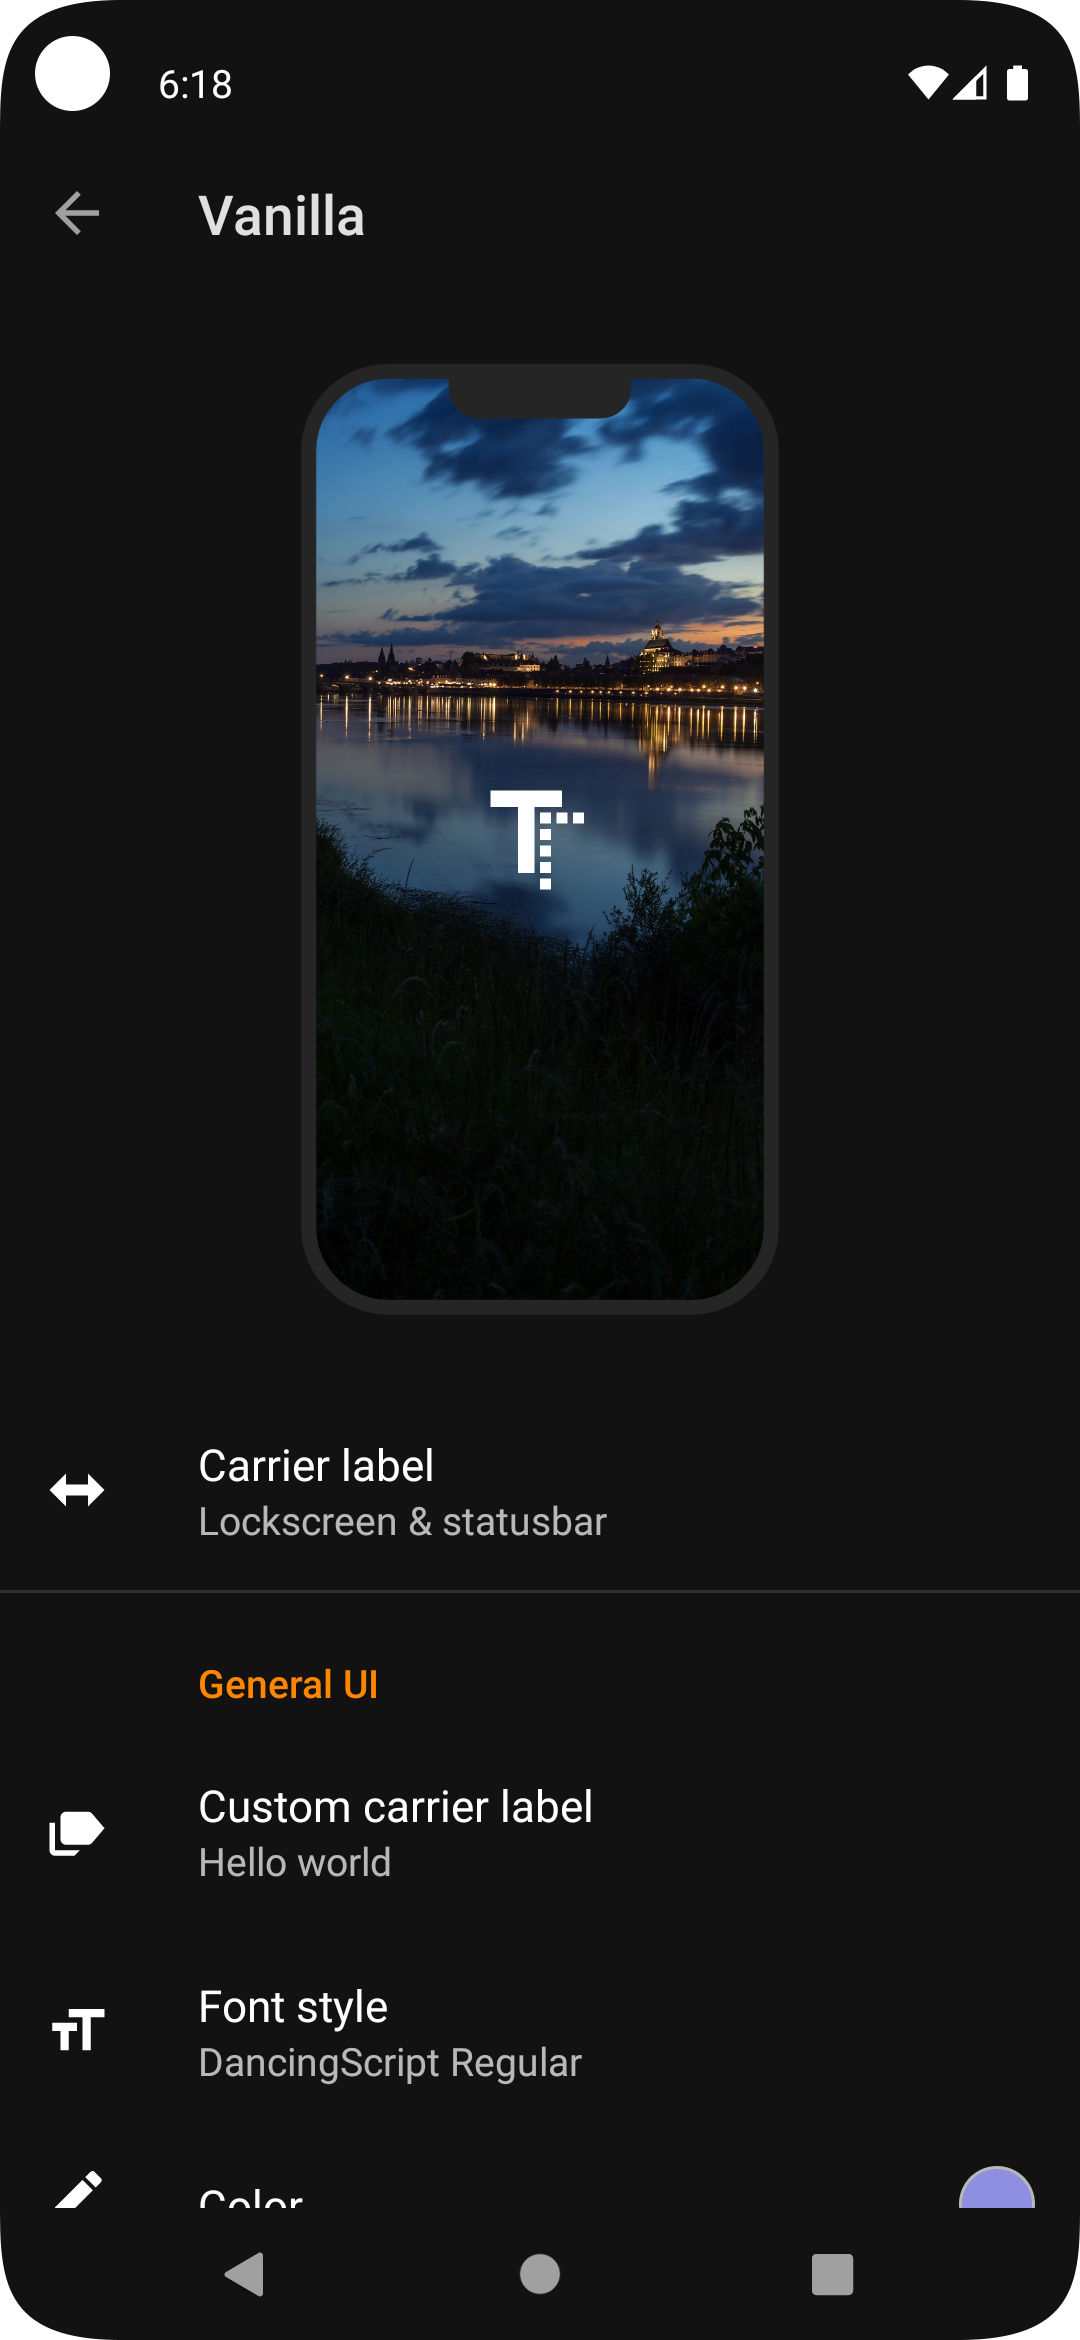 6:18
Vanilla
Carrier label
Lockscreen & statusbar
General UI
Custom carrier label
Hello world
Font style
DancingScript Regular
Color